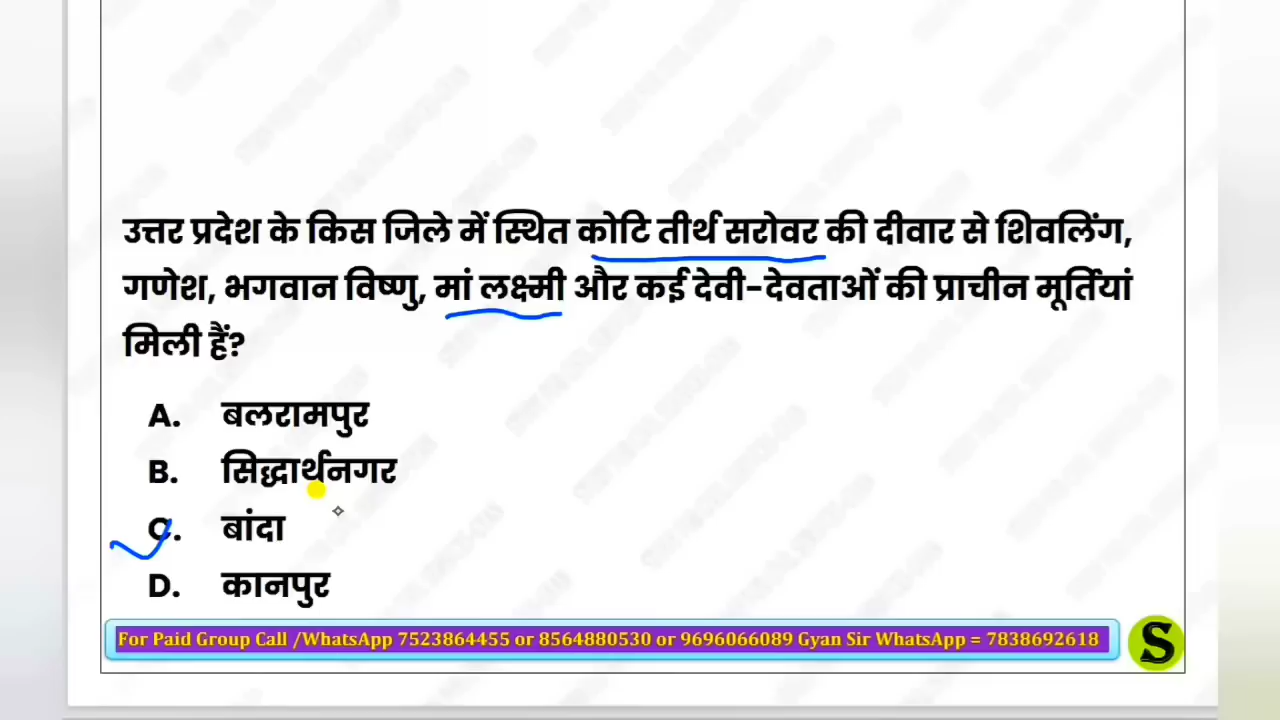 उत्तर प्रदेश के किस जिले में स्थित कोटि तीर्थ सरोवर की दीवार से शिवलिंग,
गणेश, भगवान विष्णु, मां लक्ष्मी और कई देवी-देवताओं की प्राचीन मूर्तियां
मिली हैं?
A. बलरामपुर
B. सिद्धार्थनगर
C. बांदा
D. कानपुर
For Paid Group Call /WhatsApp 7523864455 or 8564880530 or 9696066089 Gyan Sir WhatsApp = 7838692618
S